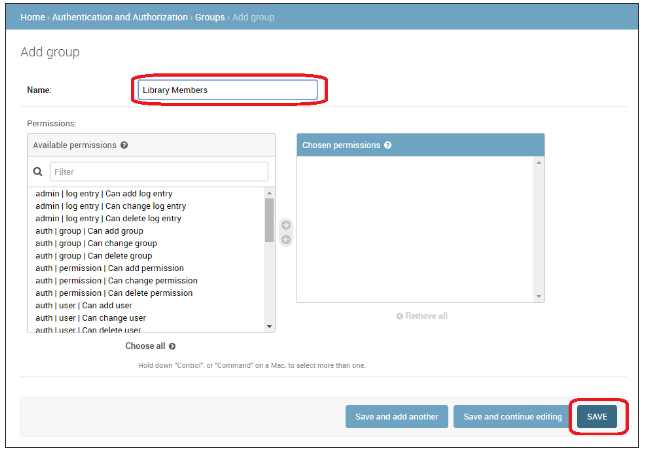 Home › Authentication and Authorization › Groups › Add group
Add group
Name:
Library Members
Permissions:
Available permissions
Chosen permissions
Filter
admin | log entry | Can add log entry
admin | log entry | Can change log entry
admin | log entry | Can delete log entry
auth | group | Can add group
auth | group | Can change group
auth | group | Can delete group
auth | permission | Can add permission
auth | permission | Can change permission
auth | permission | Can delete permission
auth | user | Can add user
auth | user | Can change user
auth | user | Can delete user
Remove all
Choose all
Hold down "Control", or "Command" on a Mac, to select more than one.
Save and add another
Save and continue editing
SAVE